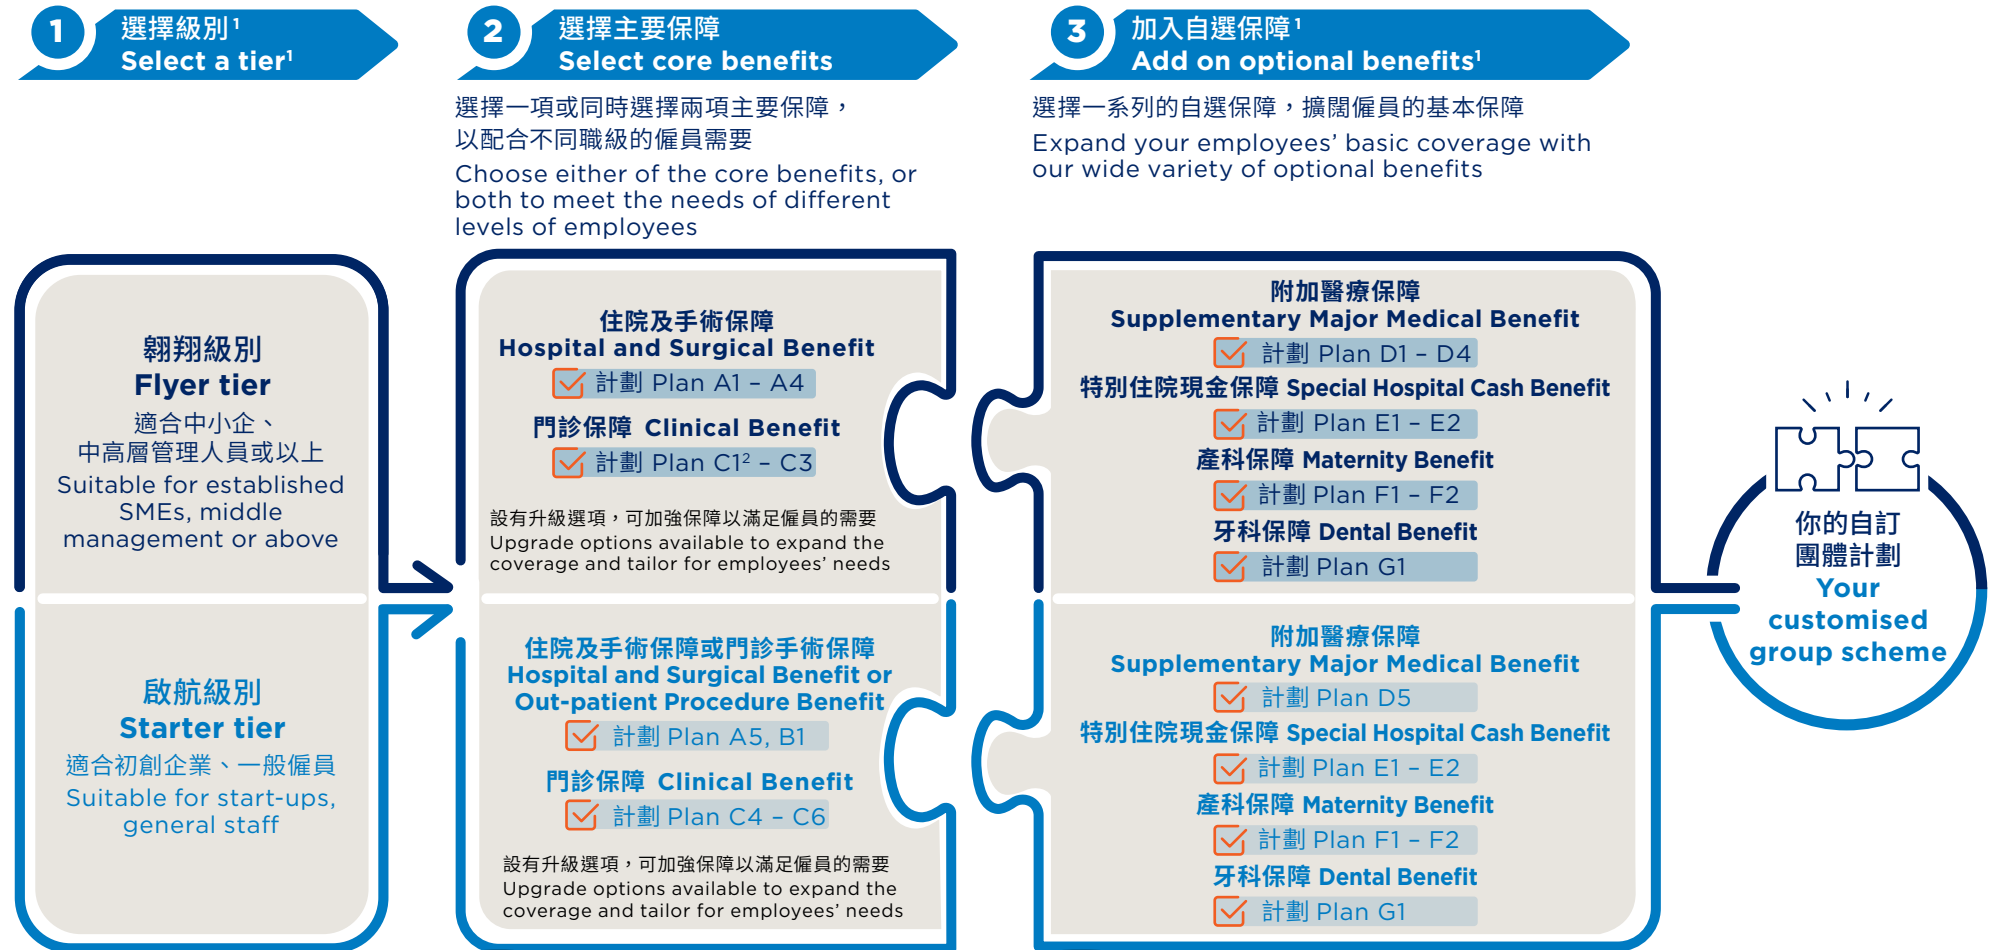 1
選擇級別¹
Select a tier¹
2
選擇主要保障
Select core benefits
選擇一項或同時選擇兩項主要保障，
以配合不同職級的僱員需要
Choose either of the core benefits, or
both to meet the needs of different
levels of employees
3
加入自選保障¹
Add on optional benefits¹
選擇一系列的自選保障，擴闊僱員的基本保障
Expand your employees’ basic coverage with
our wide variety of optional benefits
翱翔級別
Flyer tier
適合中小企、
中高層管理人員或以上
Suitable for established
SMEs, middle
management or above
啟航級別
Starter tier
適合初創企業、一般僱員
Suitable for start-ups,
general staff
住院及手術保障
Hospital and Surgical Benefit
計劃 Plan A1 – A4
門診保障 Clinical Benefit
計劃 Plan C1² – C3
設有升級選項，可加強保障以滿足僱員的需要
Upgrade options available to expand the
coverage and tailor for employees’ needs
住院及手術保障或門診手術保障
Hospital and Surgical Benefit or
Out-patient Procedure Benefit
計劃 Plan A5, B1
門診保障 Clinical Benefit
計劃 Plan C4 – C6
設有升級選項，可加強保障以滿足僱員的需要
Upgrade options available to expand the
coverage and tailor for employees’ needs
附加醫療保障
Supplementary Major Medical Benefit
計劃 Plan D1 – D4
特別住院現金保障 Special Hospital Cash Benefit
計劃 Plan E1 – E2
產科保障 Maternity Benefit
計劃 Plan F1 – F2
牙科保障 Dental Benefit
計劃 Plan G1
附加醫療保障
Supplementary Major Medical Benefit
計劃 Plan D5
特別住院現金保障 Special Hospital Cash Benefit
計劃 Plan E1 – E2
產科保障 Maternity Benefit
計劃 Plan F1 – F2
牙科保障 Dental Benefit
計劃 Plan G1
你的自訂
團體計劃
Your
customised
group scheme